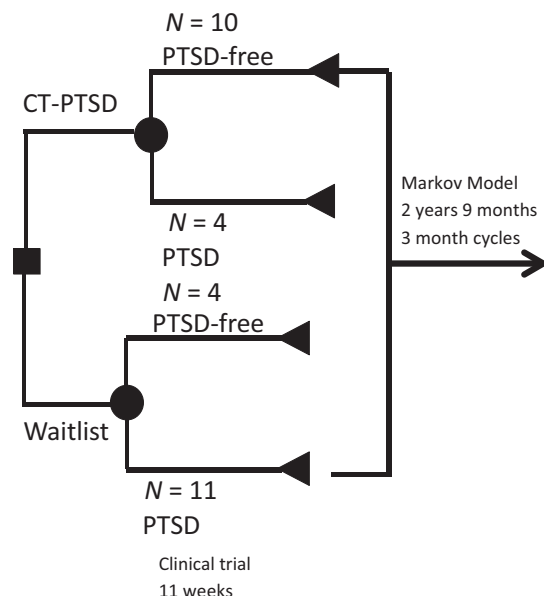 N = 10
PTSD-free
CT-PTSD
N = 4
PTSD
Markov Model
2 years 9 months
3 month cycles
N = 4
PTSD-free
Waitlist
N = 11
PTSD
Clinical trial
11 weeks